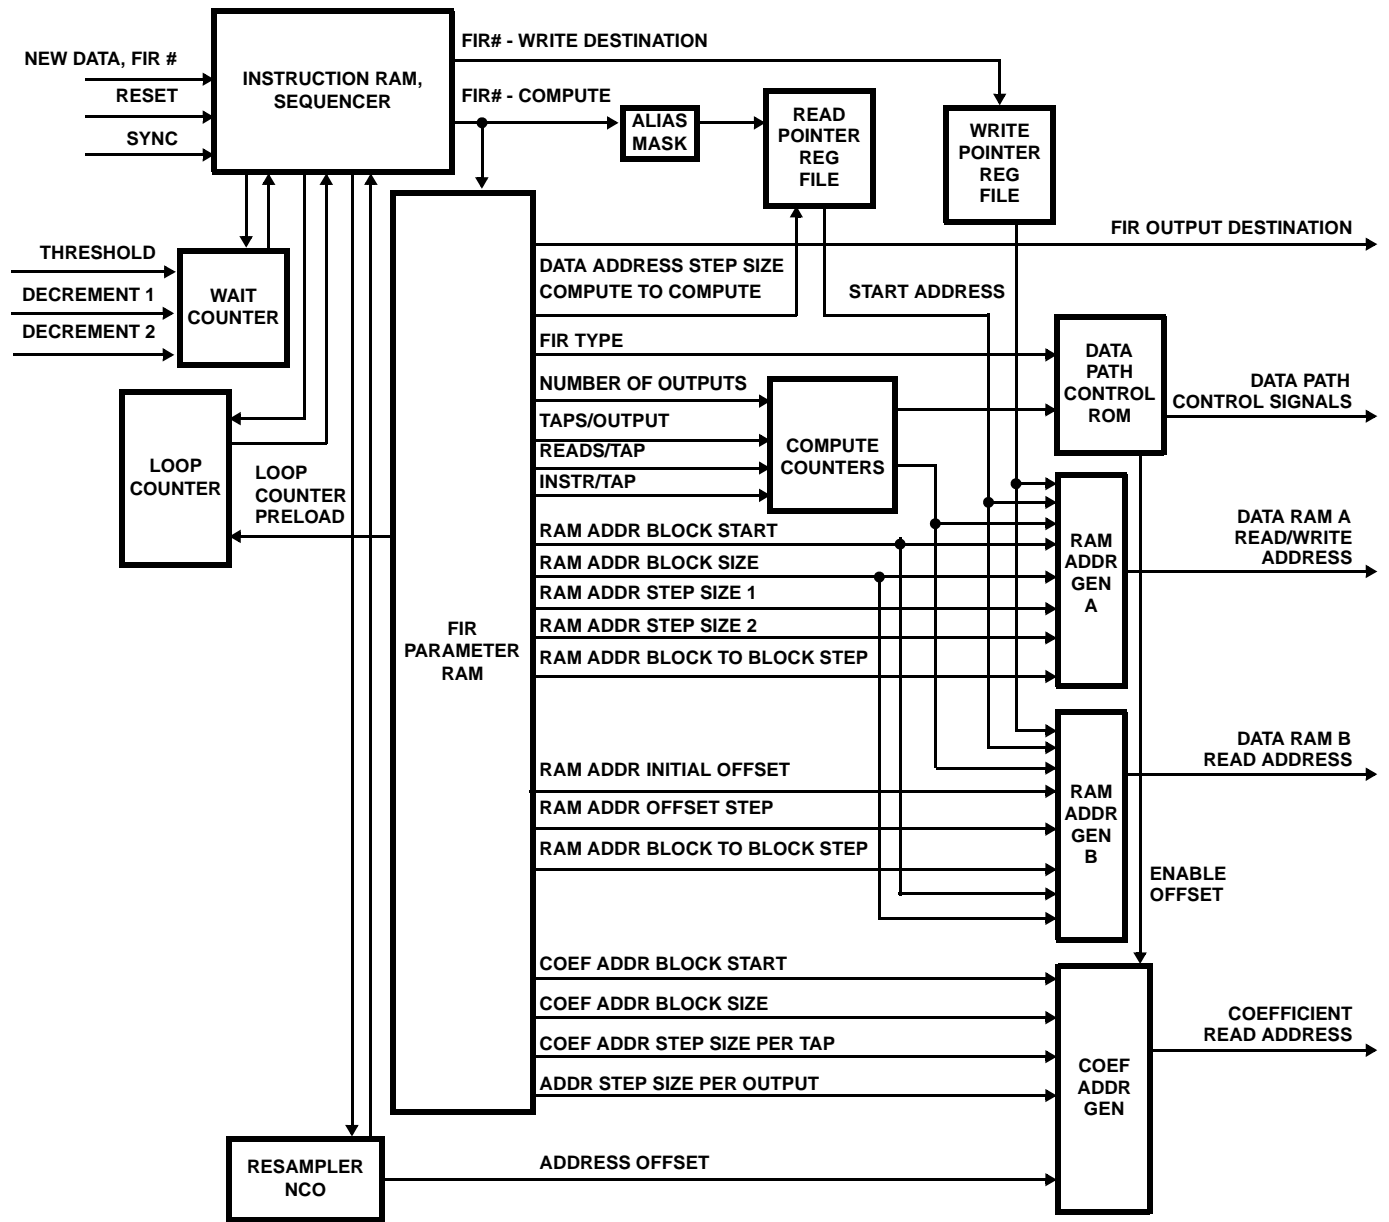 NEW DATA, FIR #
RESET
SYNC
INSTRUCTION RAM,
SEQUENCER
FIR# - WRITE DESTINATION
FIR# - COMPUTE
ALIAS
MASK
READ
POINTER
REG
FILE
WRITE
POINTER
REG
FILE
THRESHOLD
DECREMENT 1
DECREMENT 2
WAIT
COUNTER
LOOP
COUNTER
LOOP
COUNTER
PRELOAD
FIR
PARAMETER
RAM
FIR OUTPUT DESTINATION
DATA ADDRESS STEP SIZE
COMPUTE TO COMPUTE
START ADDRESS
FIR TYPE
NUMBER OF OUTPUTS
TAPS/OUTPUT
READS/TAP
INSTR/TAP
COMPUTE
COUNTERS
DATA
PATH
CONTROL
ROM
DATA PATH
CONTROL SIGNALS
RAM ADDR BLOCK START
RAM ADDR BLOCK SIZE
RAM ADDR STEP SIZE 1
RAM ADDR STEP SIZE 2
RAM ADDR BLOCK TO BLOCK STEP
RAM
ADDR
GEN
A
DATA RAM A
READ/WRITE
ADDRESS
RAM ADDR INITIAL OFFSET
RAM ADDR OFFSET STEP
RAM ADDR BLOCK TO BLOCK STEP
RAM
ADDR
GEN
B
DATA RAM B
READ ADDRESS
ENABLE
OFFSET
COEF ADDR BLOCK START
COEF ADDR BLOCK SIZE
COEF ADDR STEP SIZE PER TAP
ADDR STEP SIZE PER OUTPUT
COEF
ADDR
GEN
COEFFICIENT
READ ADDRESS
RESAMPLER
NCO
ADDRESS OFFSET